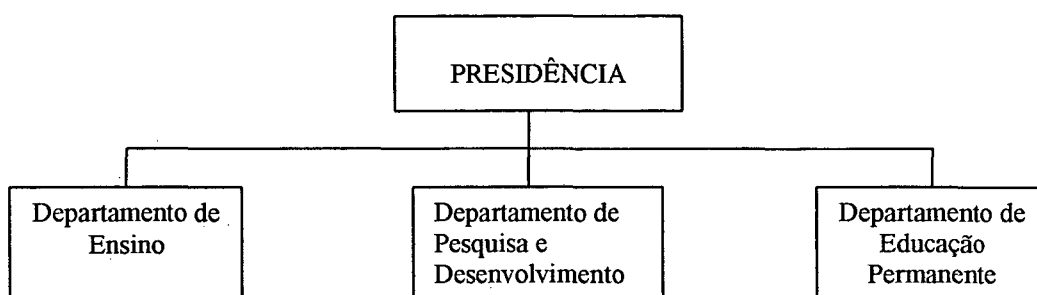 PRESIDÊNCIA
Departamento de
Ensino
Departamento de
Pesquisa e
Desenvolvimento
Departamento de
Educação
Permanente